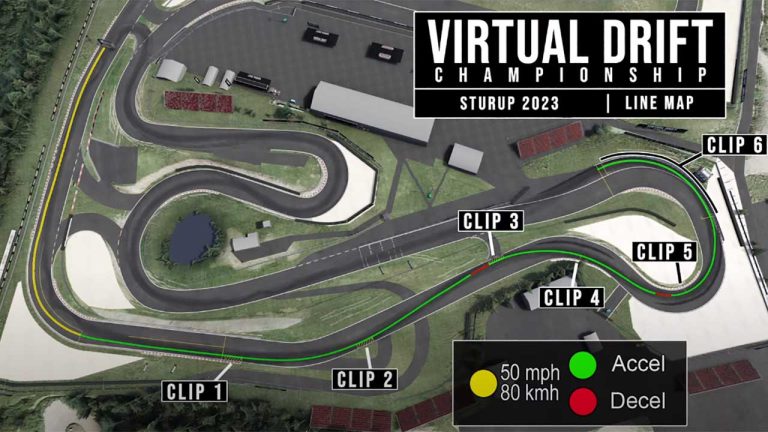 VIRTUAL DRIFT
CHAMPIONSHIP
STURUP 2023 | LINE MAP
CLIP 6
CLIP 3
CLIP 5
CLIP 4
CLIP 1
CLIP 2
50 mph
80 kmh
Accel
Decel